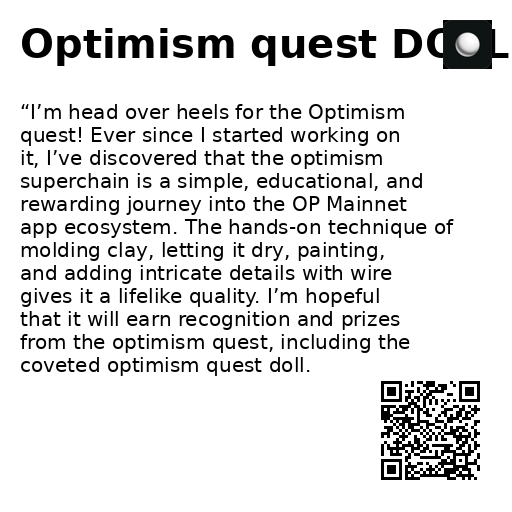 Optimism quest DOLL
“I’m head over heels for the Optimism
quest! Ever since I started working on
it, I’ve discovered that the optimism
superchain is a simple, educational, and
rewarding journey into the OP Mainnet
app ecosystem. The hands-on technique of
molding clay, letting it dry, painting,
and adding intricate details with wire
gives it a lifelike quality. I’m hopeful
that it will earn recognition and prizes
from the optimism quest, including the
coveted optimism quest doll.